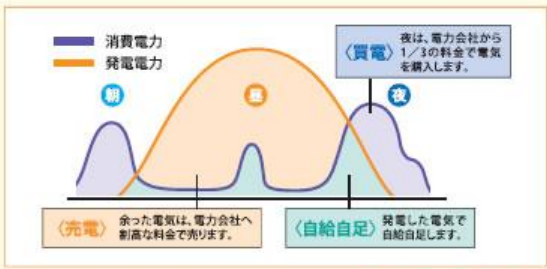 消費電力
発電電力
朝
昼
夜
〈買電〉
夜は、電力会社から
1/3の料金で電気
を購入します。
〈売電〉
余った電気は、電力会社へ
割高な料金で売ります。
〈自給自足〉
発電した電気で
自給自足します。